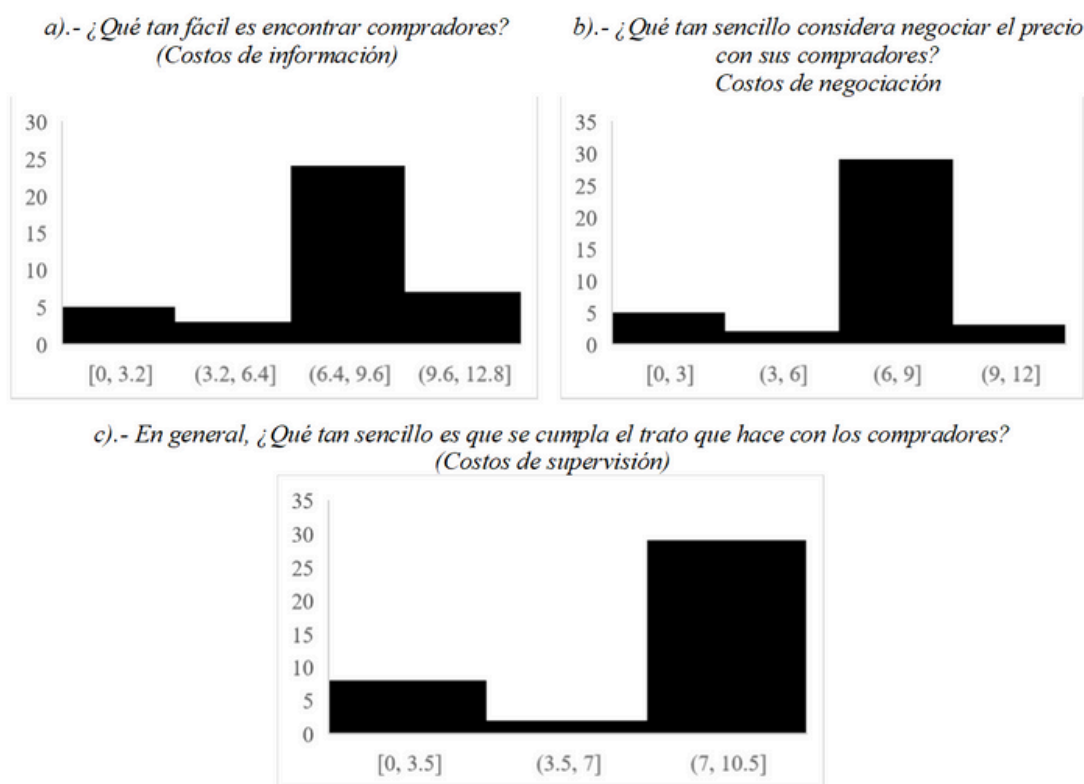 a).- ¿Qué tan fácil es encontrar compradores?
(Costos de información)
30
25
20
15
10
5
0
[0, 3.2] (3.2, 6.4] (6.4, 9.6] (9.6, 12.8]
b).- ¿Qué tan sencillo considera negociar el precio
con sus compradores?
Costos de negociación
35
30
25
20
15
10
5
0
[0, 3] (3, 6] (6, 9] (9, 12]
c).- En general, ¿Qué tan sencillo es que se cumpla el trato que hace con los compradores?
(Costos de supervisión)
35
30
25
20
15
10
5
0
[0, 3.5] (3.5, 7] (7, 10.5]